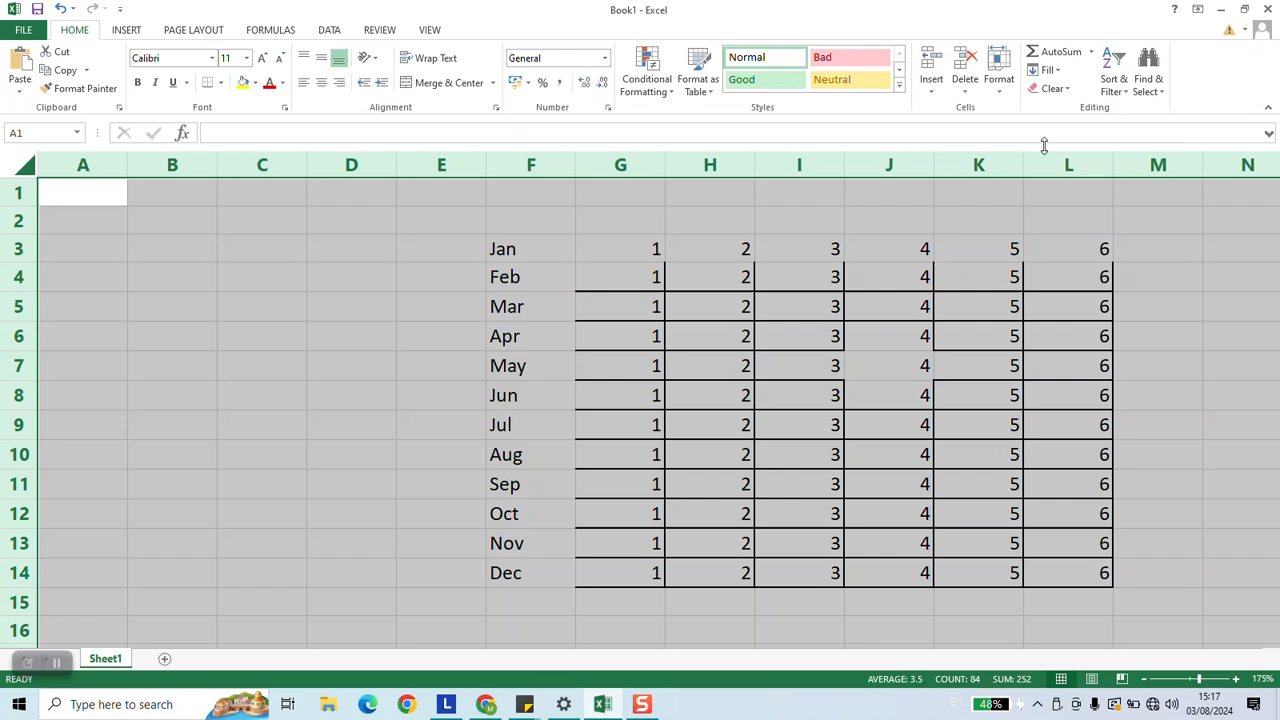 Book1 - Excel
FILE HOME INSERT PAGE LAYOUT FORMULAS DATA REVIEW VIEW
Paste
Cut
Copy
Format Painter
Clipboard
Calibri 11
B I U
Font
Wrap Text
Merge & Center
Alignment
General
%
Number
Conditional Formatting
Format as Table
Normal Bad
Good Neutral
Styles
Insert Delete Format
Cells
AutoSum
Fill
Clear
Sort & Filter
Find & Select
Editing
A1 fx
A B C D E F G H I J K L M N
1
2
3 Jan 1 2 3 4 5 6
4 Feb 1 2 3 4 5 6
5 Mar 1 2 3 4 5 6
6 Apr 1 2 3 4 5 6
7 May 1 2 3 4 5 6
8 Jun 1 2 3 4 5 6
9 Jul 1 2 3 4 5 6
10 Aug 1 2 3 4 5 6
11 Sep 1 2 3 4 5 6
12 Oct 1 2 3 4 5 6
13 Nov 1 2 3 4 5 6
14 Dec 1 2 3 4 5 6
15
16
Sheet1
READY AVERAGE: 3.5 COUNT: 84 SUM: 252 175%
Type here to search
48%
15:17
03/08/2024